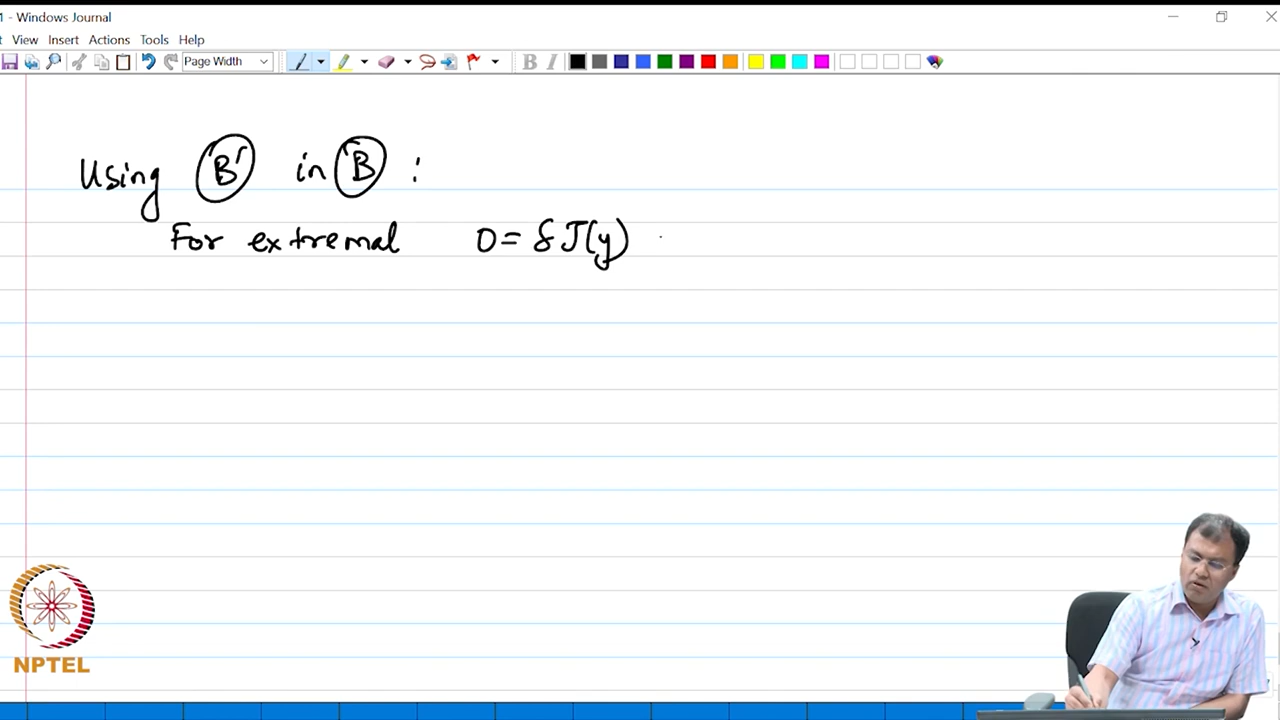 1 - Windows Journal
t View Insert Actions Tools Help
Page Width B I
Using 'B' in 'B :
For extremal 0 = δJ(y)
NPTEL